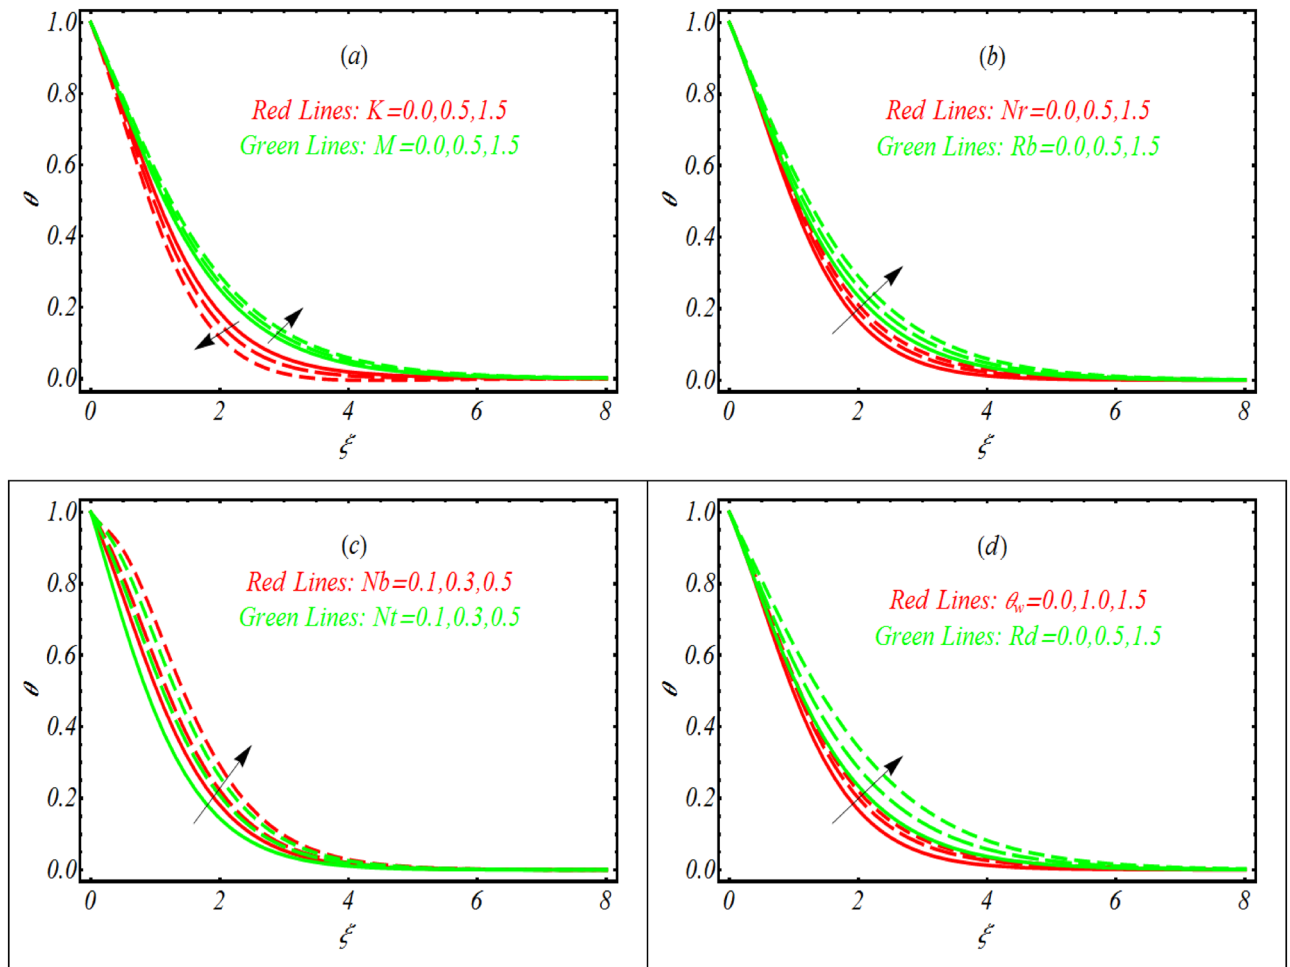 (a)
Red Lines: K=0.0,0.5,1.5
Green Lines: M=0.0,0.5,1.5
1.0
0.8
0.6
0.4
0.2
0.0
θ
0 2 4 6 8
ξ
(b)
Red Lines: Nr=0.0,0.5,1.5
Green Lines: Rb=0.0,0.5,1.5
1.0
0.8
0.6
0.4
0.2
0.0
θ
0 2 4 6 8
ξ
(c)
Red Lines: Nb=0.1,0.3,0.5
Green Lines: Nt=0.1,0.3,0.5
1.0
0.8
0.6
0.4
0.2
0.0
θ
0 2 4 6 8
ξ
(d)
Red Lines: θw=0.0,1.0,1.5
Green Lines: Rd=0.0,0.5,1.5
1.0
0.8
0.6
0.4
0.2
0.0
θ
0 2 4 6 8
ξ